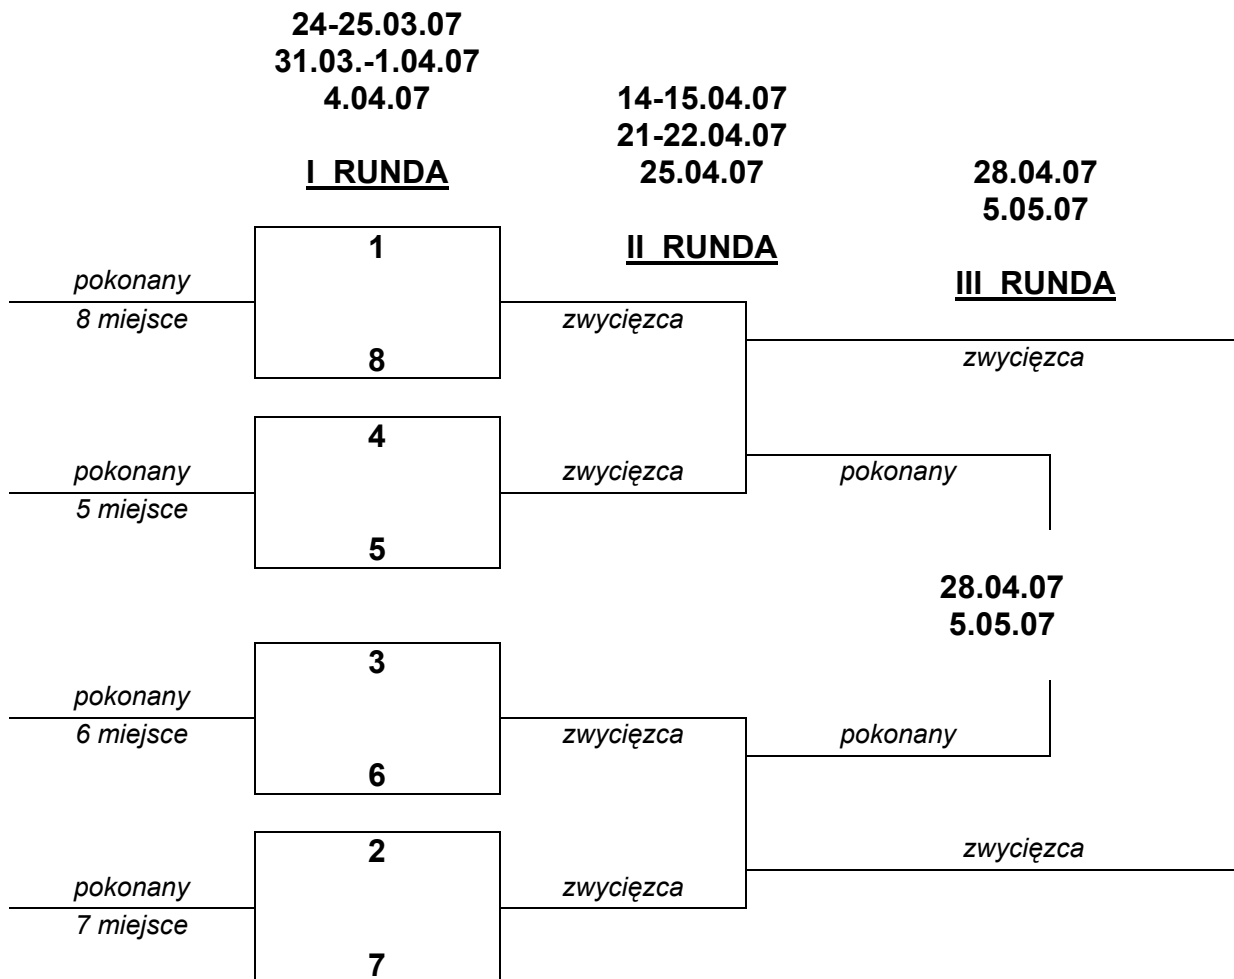 24-25.03.07
31.03.-1.04.07
4.04.07
I RUNDA
14-15.04.07
21-22.04.07
25.04.07
II RUNDA
28.04.07
5.05.07
III RUNDA
1
pokonany
8 miejsce
zwycięzca
8
zwycięzca
4
pokonany
5 miejsce
zwycięzca
pokonany
5
28.04.07
5.05.07
3
pokonany
6 miejsce
zwycięzca
pokonany
6
2
zwycięzca
pokonany
7 miejsce
zwycięzca
7